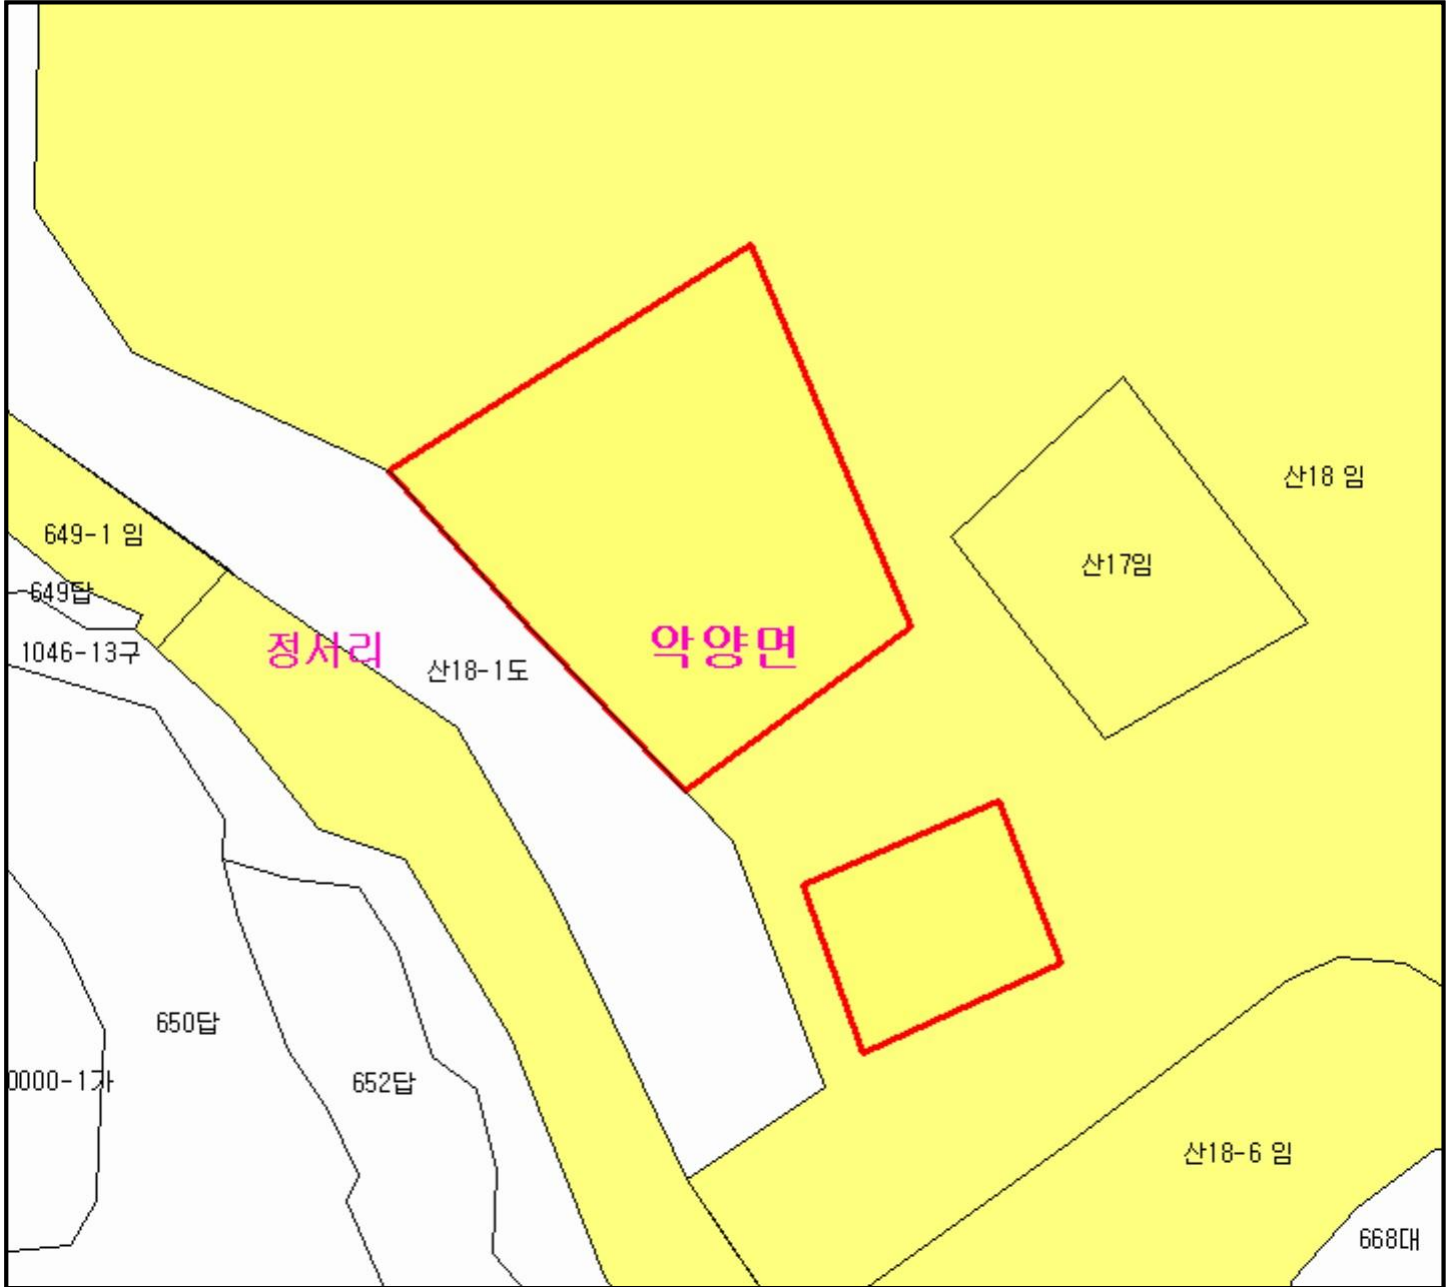 산18 임
649-1 임
산17임
649답
1046-13구
정서리
악양면
산18-1도
650답
0000-1가
652답
산18-6 임
668대